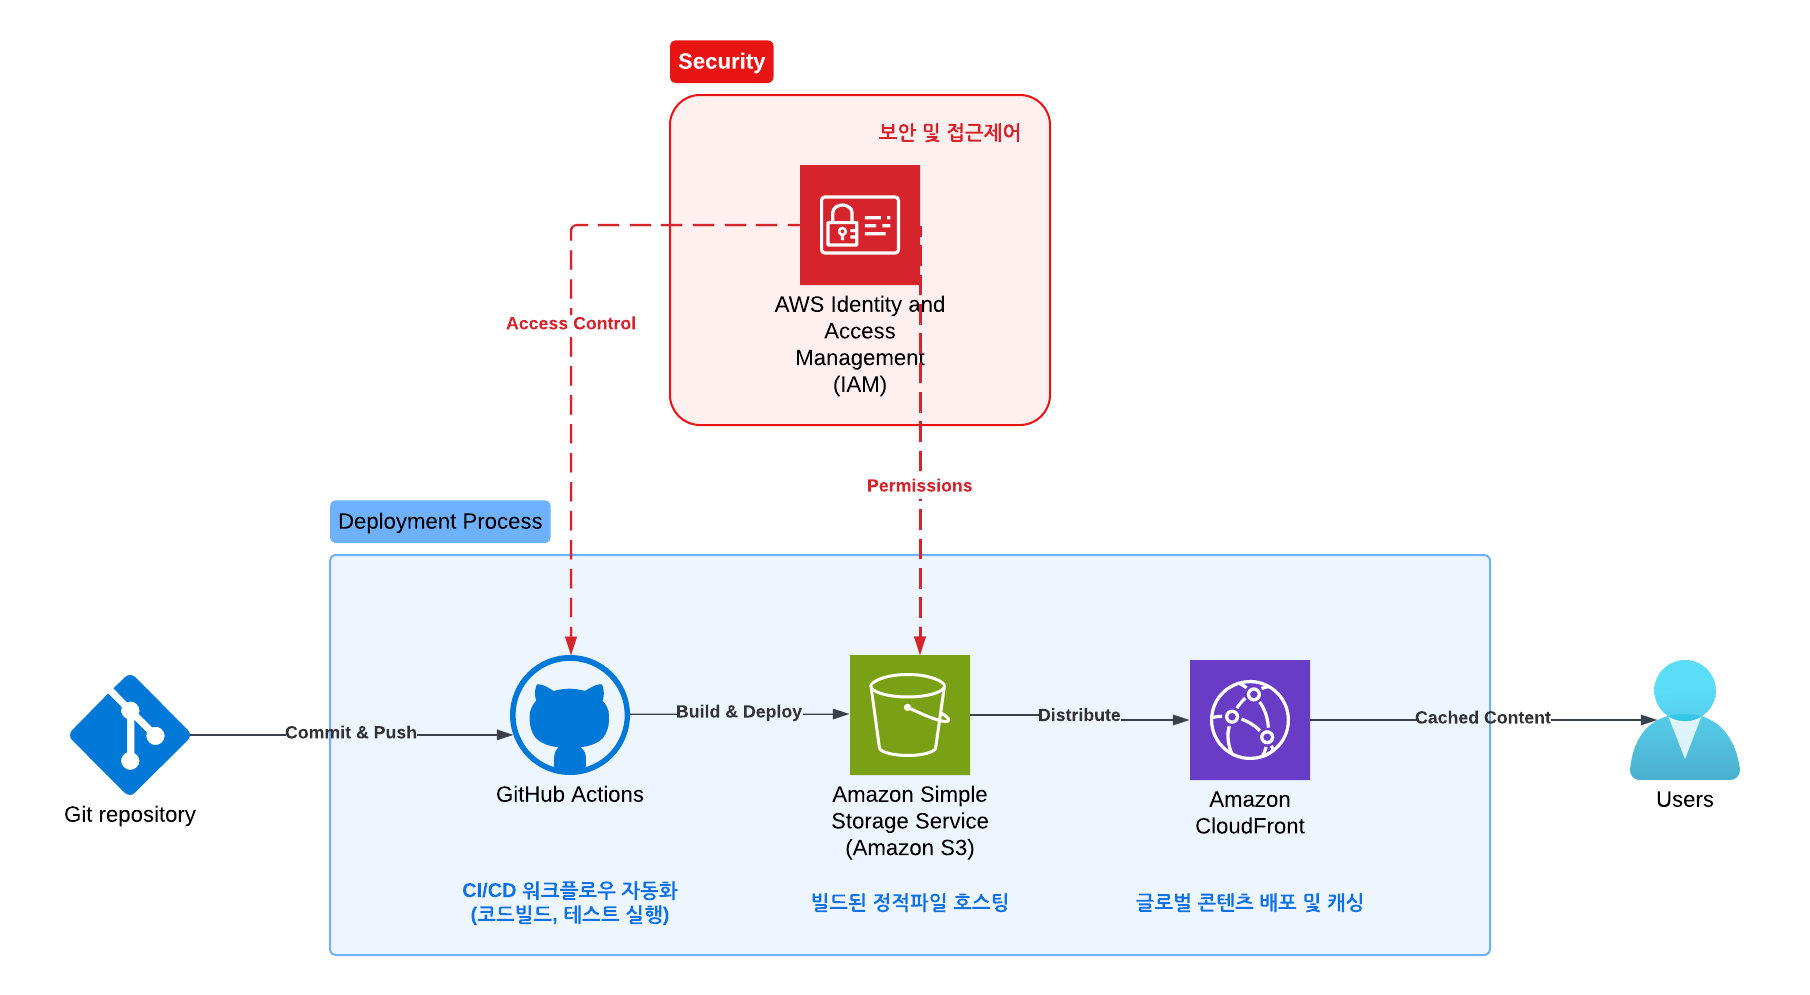 Security
보안 및 접근제어
AWS Identity and
Access
Management
(IAM)
Access Control
Permissions
Deployment Process
Commit & Push
Build & Deploy
Distribute
Cached Content
Git repository
GitHub Actions
Amazon Simple
Storage Service
(Amazon S3)
Amazon
CloudFront
Users
CI/CD 워크플로우 자동화
(코드빌드, 테스트 실행)
빌드된 정적파일 호스팅
글로벌 콘텐츠 배포 및 캐싱